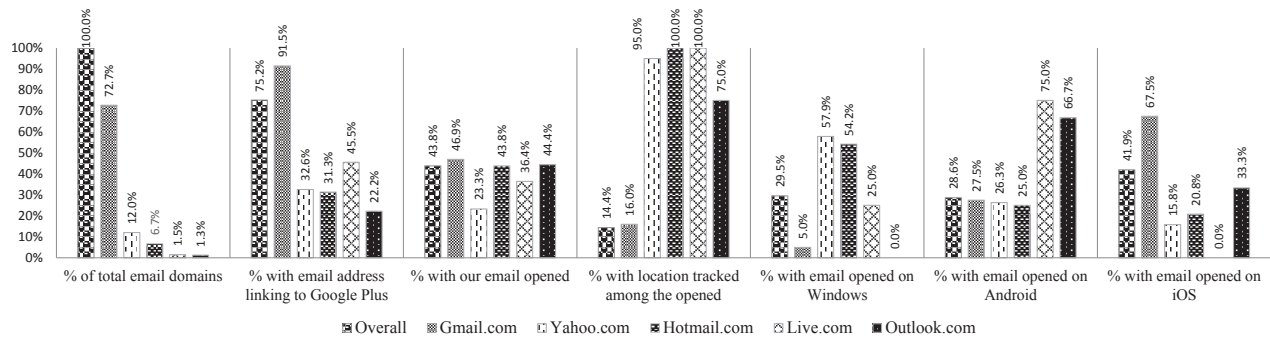 100%
90%
80%
70%
60%
50%
40%
30%
20%
10%
0%
100.0%
72.7%
12.0%
6.7%
1.5%
1.3%
75.2%
91.5%
32.6%
31.3%
45.5%
22.2%
43.8%
46.9%
23.3%
43.8%
36.4%
44.4%
14.4%
16.0%
95.0%
100.0%
100.0%
75.0%
29.5%
5.0%
57.9%
54.2%
25.0%
0.0%
28.6%
27.5%
26.3%
25.0%
75.0%
66.7%
41.9%
67.5%
15.8%
20.8%
0.0%
33.3%
% of total email domains
% with email address
linking to Google Plus
% with our email opened
% with location tracked
among the opened
% with email opened on
Windows
% with email opened on
Android
% with email opened on
iOS
Overall
Gmail.com
Yahoo.com
Hotmail.com
Live.com
Outlook.com